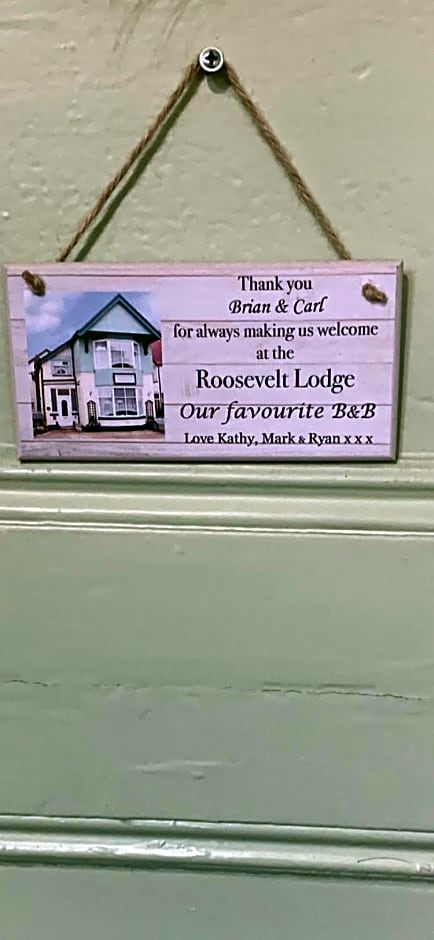 Thank you
Brian & Carl
for always making us welcome
at the
Roosevelt Lodge
Our favourite B&B
Love Kathy, Mark & Ryan x x x